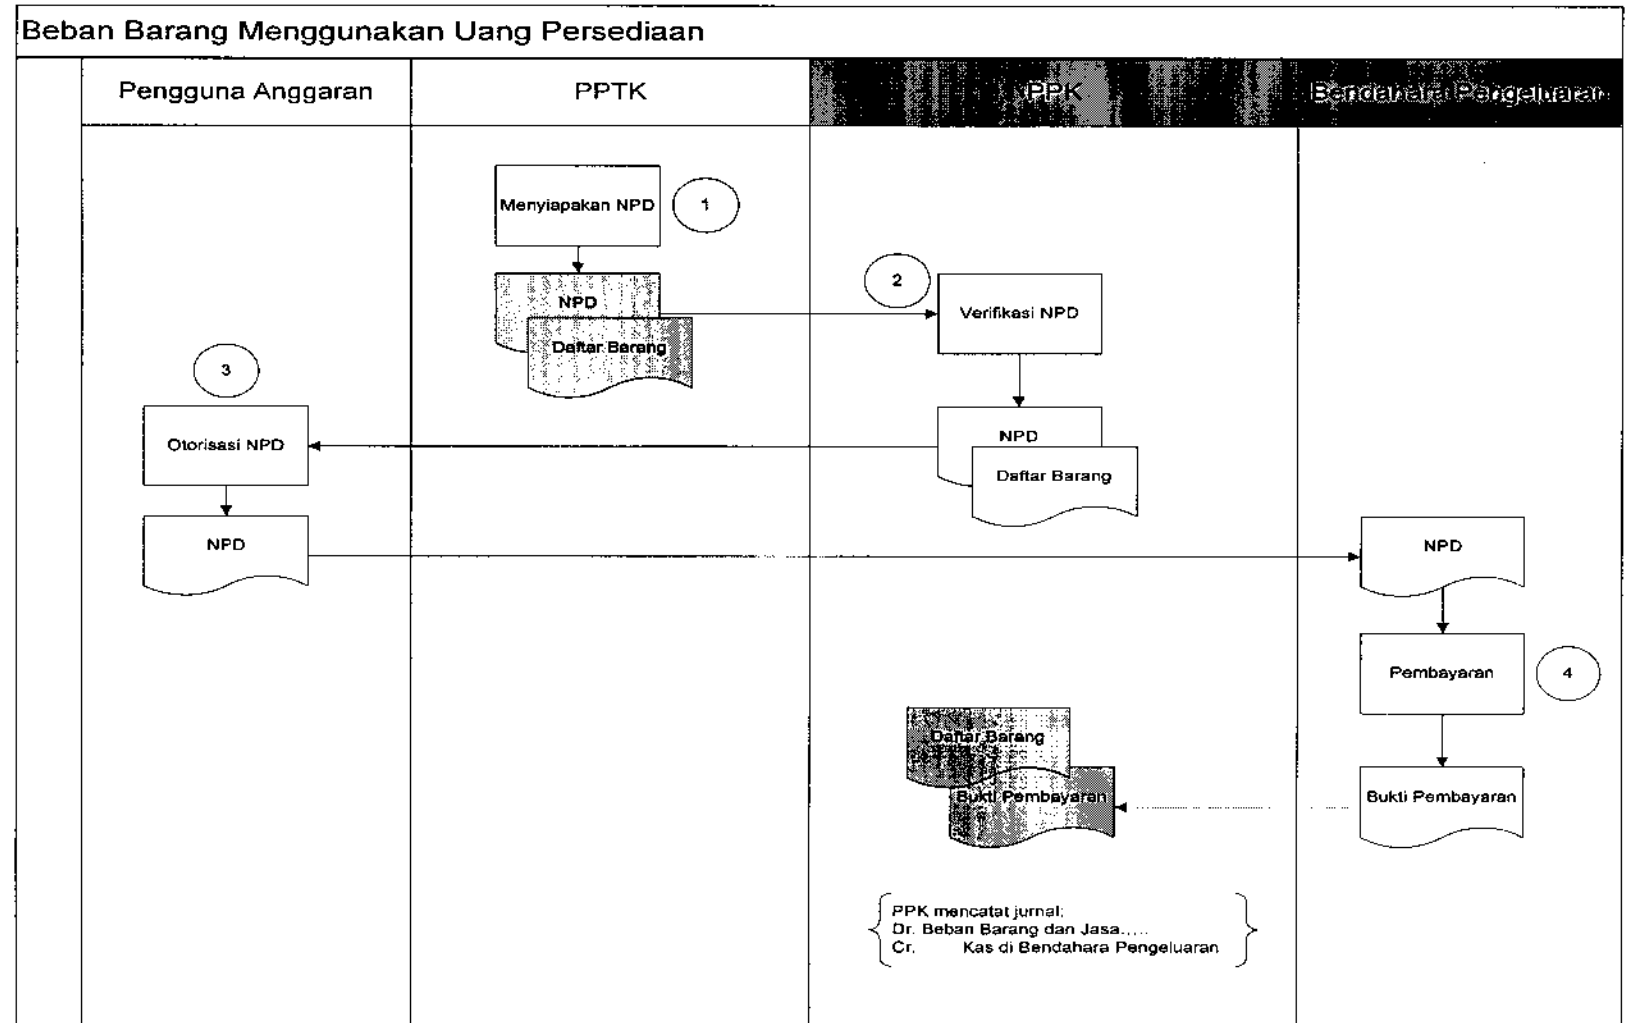 Beban Barang Menggunakan Uang Persediaan
Pengguna Anggaran
PPTK
PPK
Bendahara Pengeluaran
Menyiapakan NPD
1
NPD
Daftar Barang
2
Verifikasi NPD
3
Otorisasi NPD
NPD
Daftar Barang
NPD
NPD
Pembayaran
4
Daftar Barang
Bukti Pembayaran
Bukti Pembayaran
PPK mencatat jurnal:
Dr. Beban Barang dan Jasa.....
Cr. Kas di Bendahara Pengeluaran